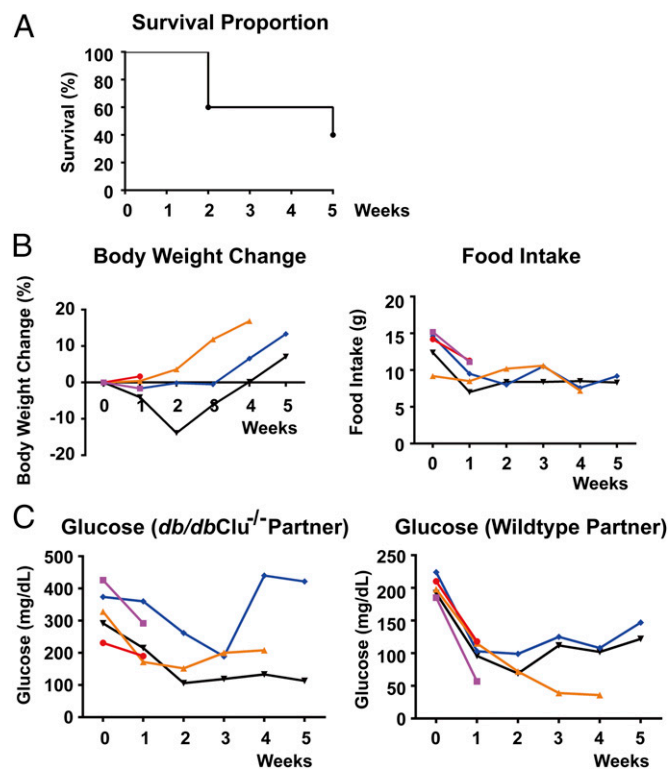 A
Survival Proportion
Survival (%)
100
80
60
40
20
0
0 1 2 3 4 5 Weeks
B
Body Weight Change
Body Weight Change (%)
20
10
0
-10
-20
0 1 2 3 4 5
Weeks
Food Intake
Food Intake (g)
20
15
10
5
0
0 1 2 3 4 5
Weeks
C
Glucose (db/dbClu-/-Partner)
Glucose (mg/dL)
500
400
300
200
100
0
0 1 2 3 4 5
Weeks
Glucose (Wildtype Partner)
Glucose (mg/dL)
250
200
150
100
50
0
0 1 2 3 4 5
Weeks